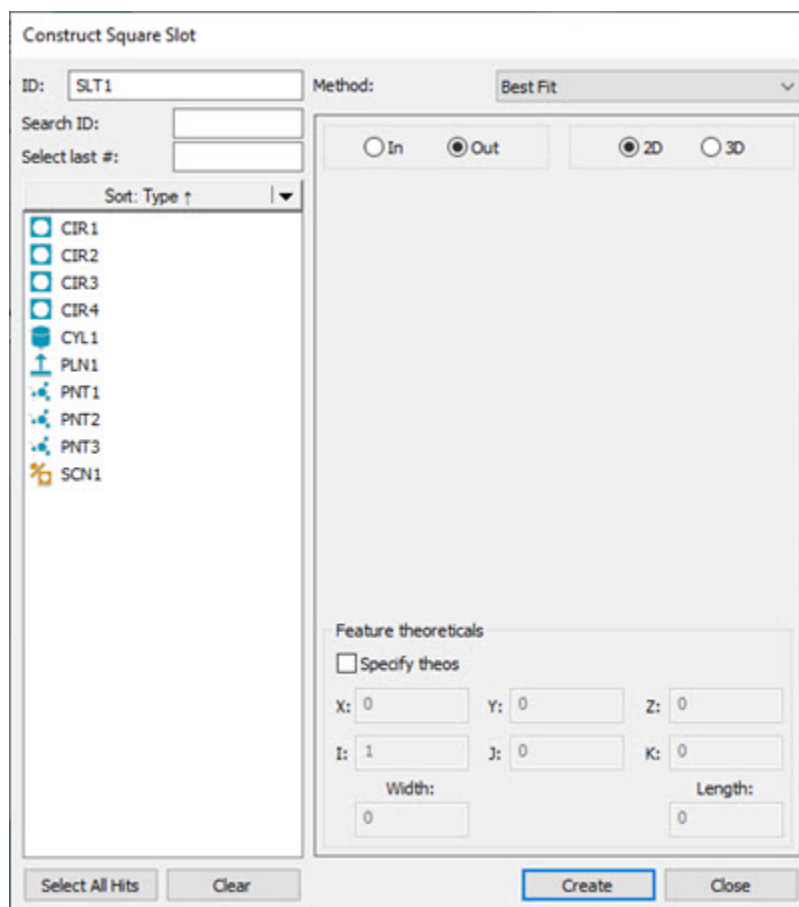 Construct Square Slot
ID: SLT1 Method: Best Fit
Search ID:
Select last #:
In Out 2D 3D
Sort: Type ↑
CIR1
CIR2
CIR3
CIR4
CYL1
PLN1
PNT1
PNT2
PNT3
SCN1
Feature theoreticals
Specify theos
X: 0 Y: 0 Z: 0
I: 1 J: 0 K: 0
Width: Length:
0 0
Select All Hits Clear Create Close